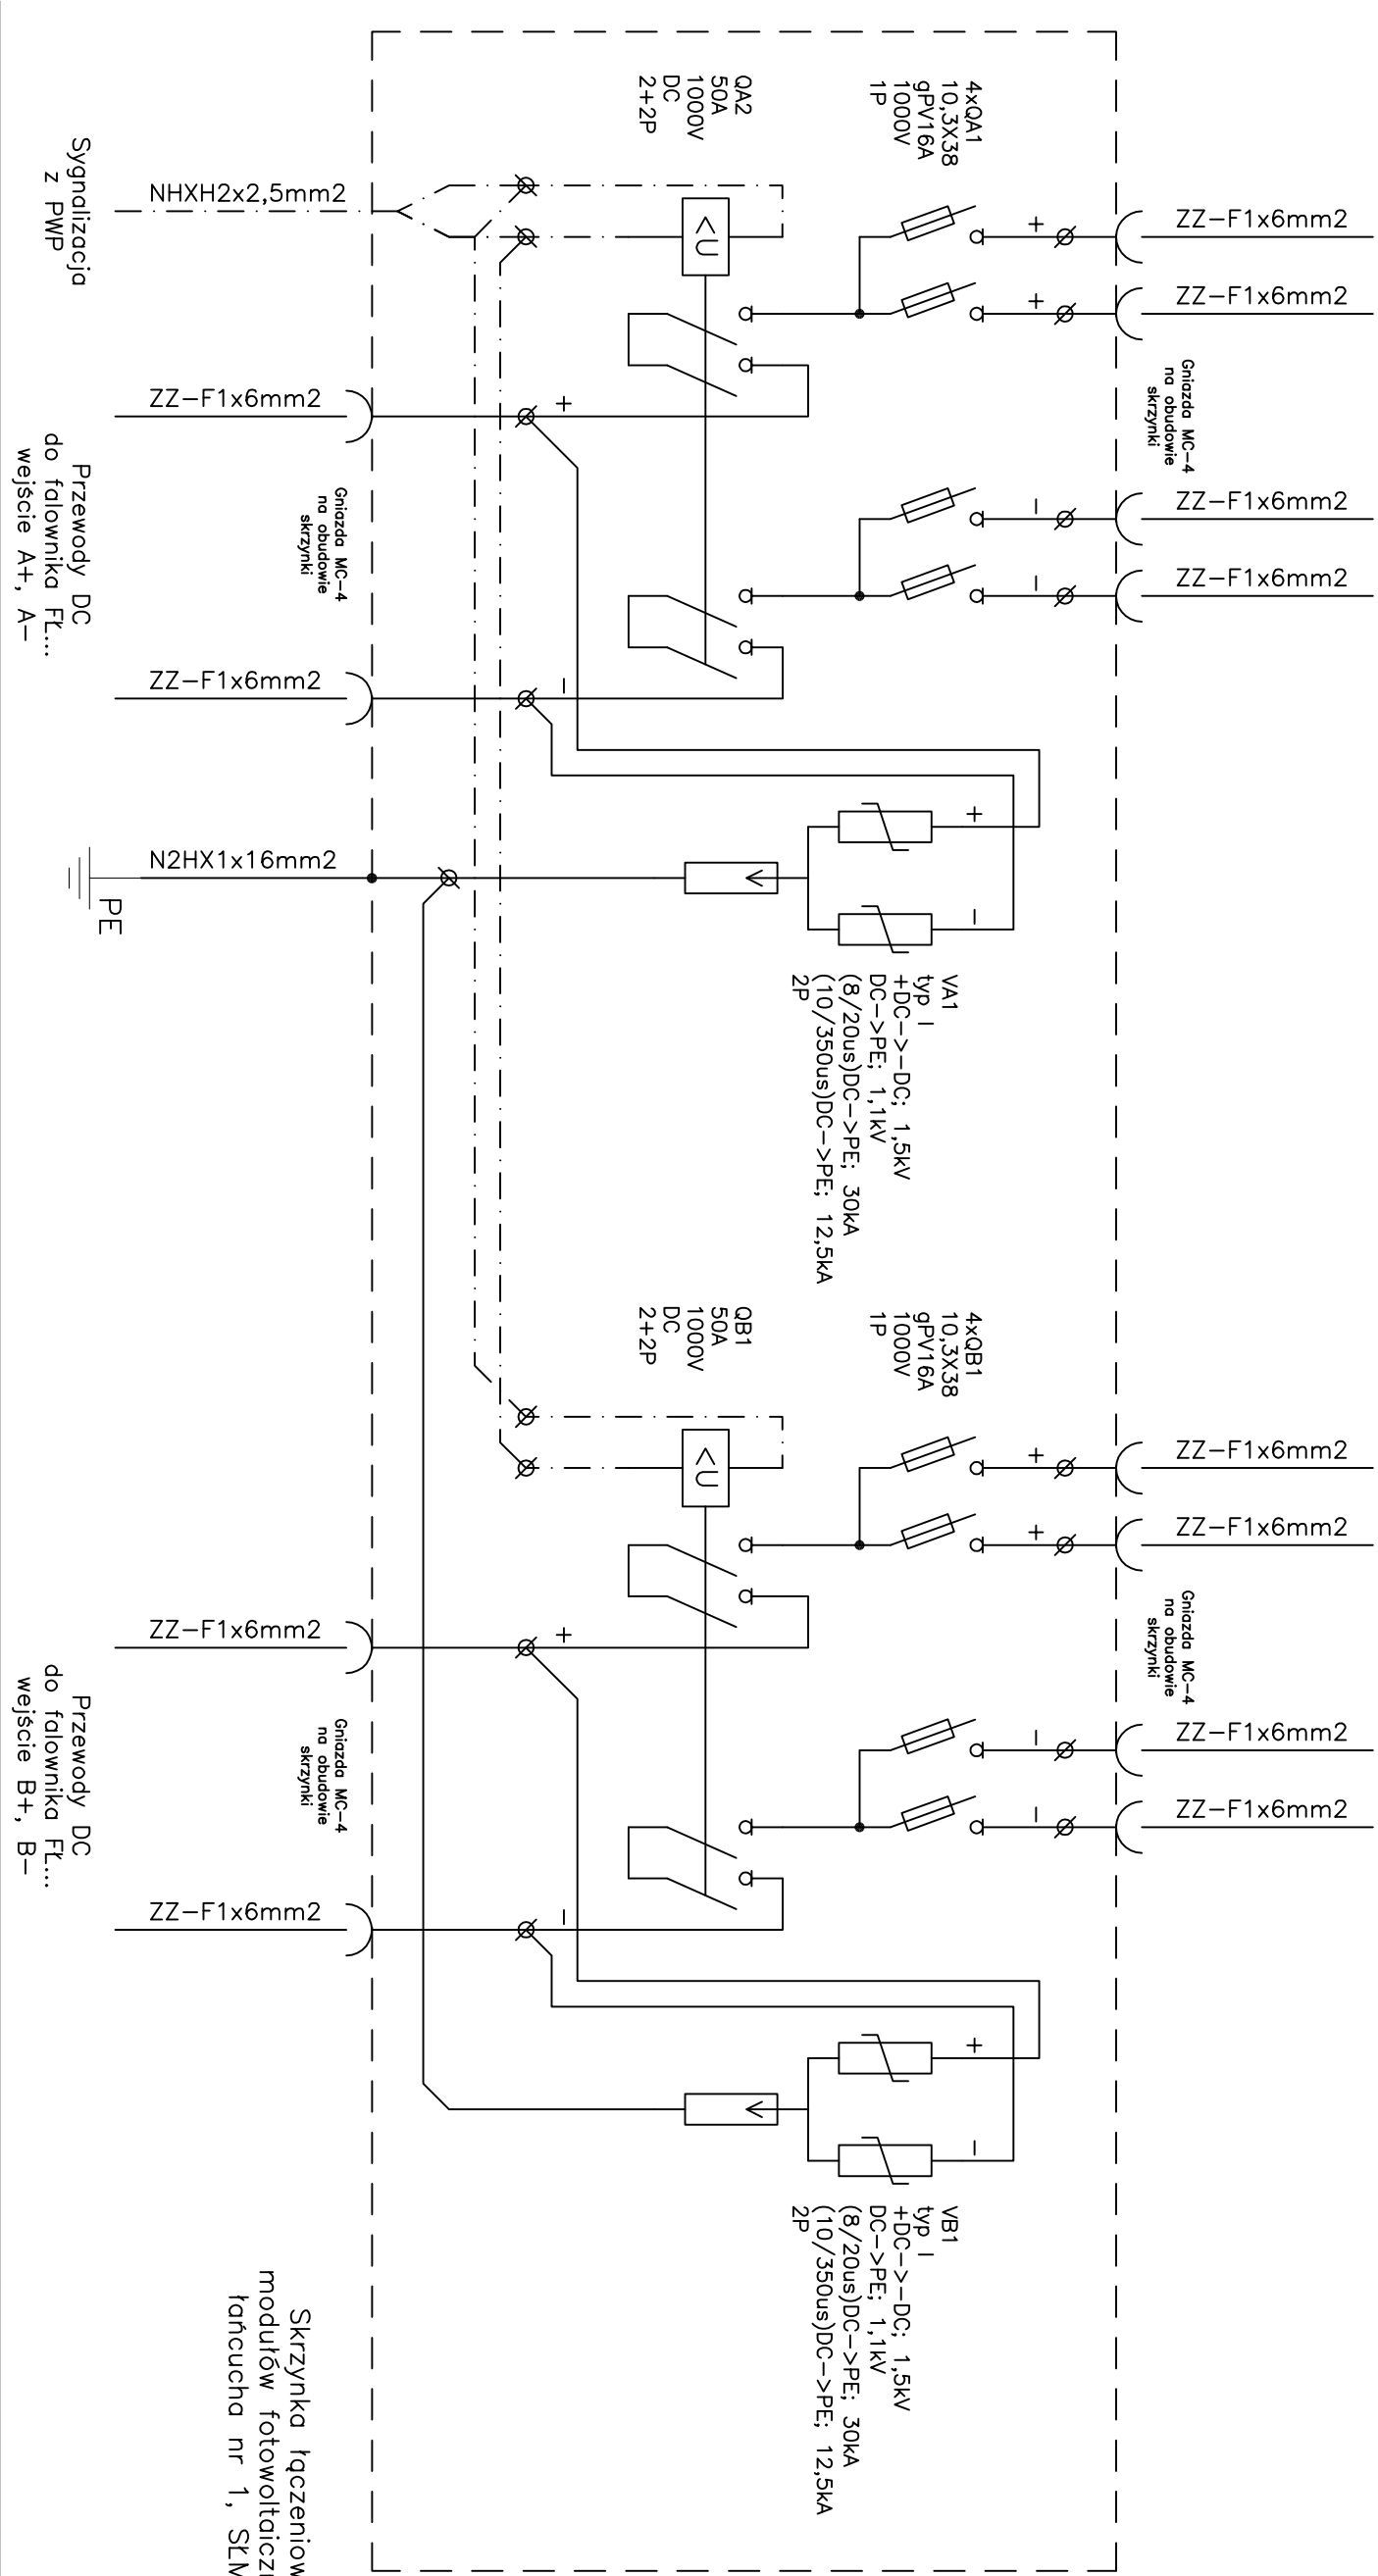 ZZ-F1x6mm2
ZZ-F1x6mm2
ZZ-F1x6mm2
ZZ-F1x6mm2
ZZ-F1x6mm2
ZZ-F1x6mm2
ZZ-F1x6mm2
ZZ-F1x6mm2
Gniazda MC-4
na obudowie
skrzynki
Gniazda MC-4
na obudowie
skrzynki
+
+
-
-
+
+
-
-
4xQA1
10,3X38
gPV16A
1000V
1P
4xQB1
10,3X38
gPV16A
1000V
1P
+
-
+
-
VA1
typ I
+DC->-DC; 1,5kV
DC->PE; 1,1kV
(8/20us)DC->PE; 30kA
(10/350us)DC->PE; 12,5kA
2P
VB1
typ I
+DC->-DC; 1,5kV
DC->PE; 1,1kV
(8/20us)DC->PE; 30kA
(10/350us)DC->PE; 12,5kA
2P
QA2
50A
1000V
DC
2+2P
<U
QB1
50A
1000V
DC
2+2P
<U
+
-
+
-
Gniazda MC-4
na obudowie
skrzynki
Gniazda MC-4
na obudowie
skrzynki
NHXH2x2,5mm2
ZZ-F1x6mm2
ZZ-F1x6mm2
N2HX1x16mm2
ZZ-F1x6mm2
ZZ-F1x6mm2
PE
Sygnalizacja
z PWP
Przewody DC
do falownika FŁ...
wejście A+, A-
Przewody DC
do falownika FŁ...
wejście B+, B-
Skrzynka
łańcucha nr 1,